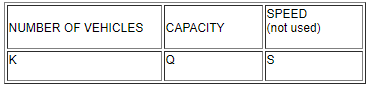 NUMBER OF VEHICLES CAPACITY SPEED
(not used)
K Q S